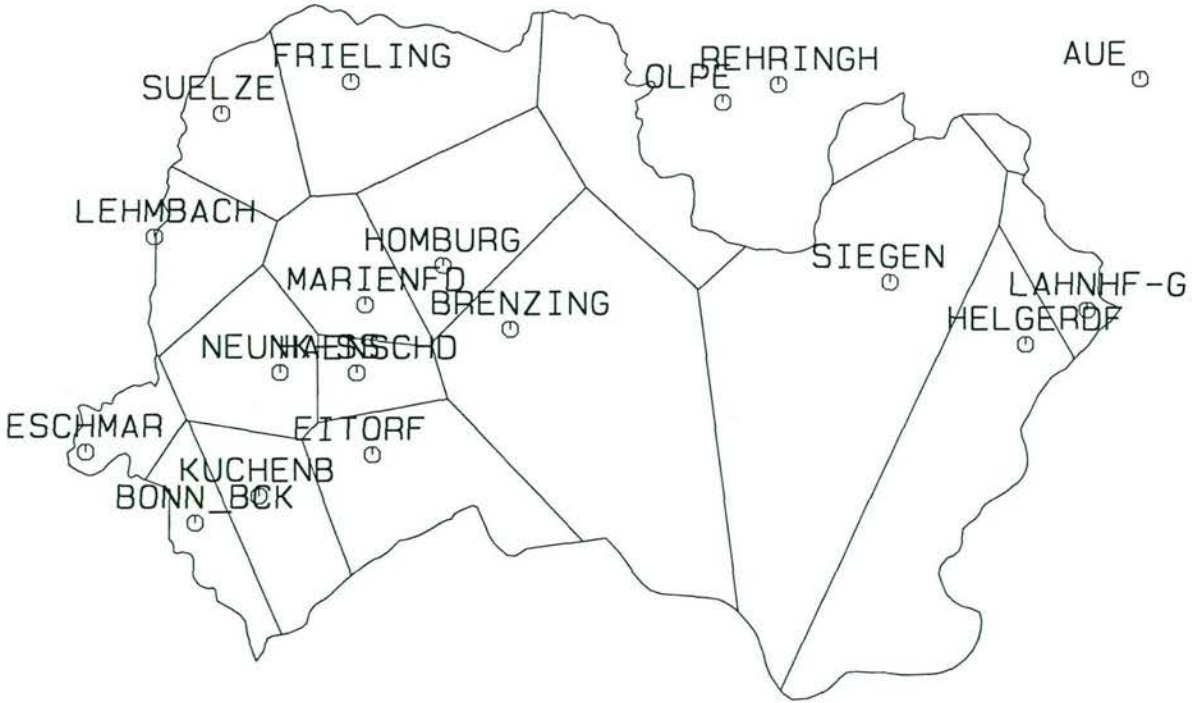 AUE
FRIELING
REHRINGH
OLPE
SUELZE
LEHMBACH
HOMBURG
SIEGEN
MARIENFD
LAHNHF-G
BRENZING
HELGERDF
ESCHMAR
EITORF
KUCHENB
BONN_BCK